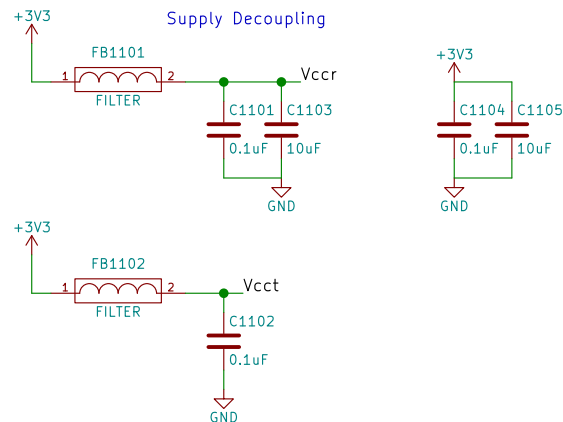 Supply Decoupling
+3V3
FB1101
1 2
FILTER
Vccr
C1101
0.1uF
C1103
10uF
GND
+3V3
C1104
0.1uF
C1105
10uF
GND
+3V3
FB1102
1 2
FILTER
Vcct
C1102
0.1uF
GND